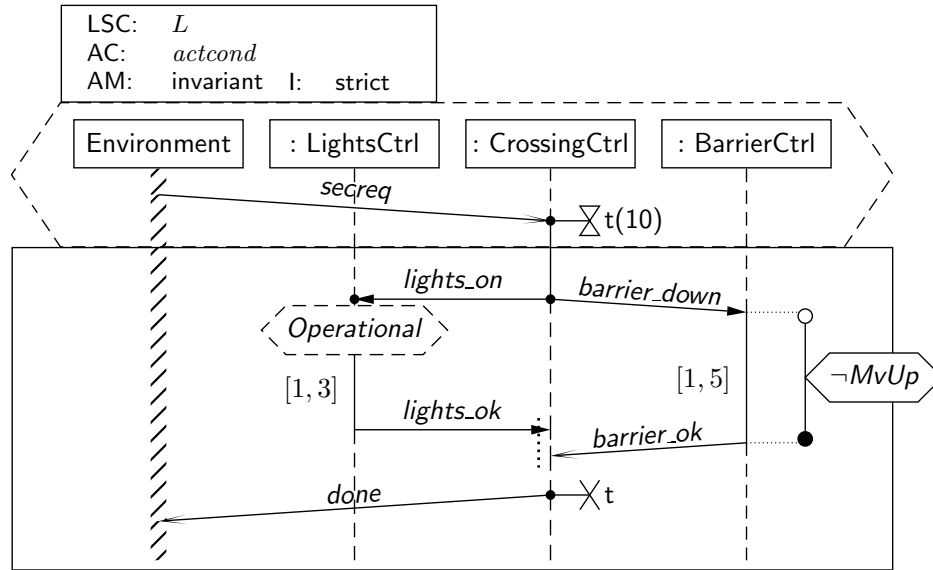 LSC: L
AC: actcond
AM: invariant I: strict
Environment : LightsCtrl : CrossingCtrl : BarrierCtrl
secreq
t(10)
lights_on barrier_down
Operational
¬MvUp
[1, 3] [1, 5]
lights_ok barrier_ok
done t